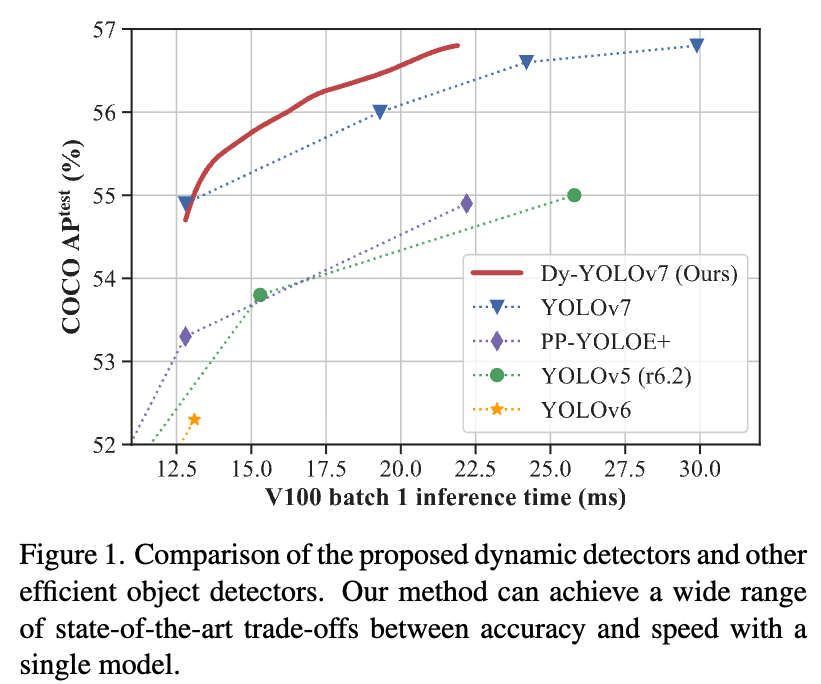 57
56
55
54
53
52
COCO APtest (%)
Dy-YOLOv7 (Ours)
YOLOv7
PP-YOLOE+
YOLOv5 (r6.2)
YOLOv6
12.5 15.0 17.5 20.0 22.5 25.0 27.5 30.0
V100 batch 1 inference time (ms)
Figure 1. Comparison of the proposed dynamic detectors and other
efficient object detectors. Our method can achieve a wide range
of state-of-the-art trade-offs between accuracy and speed with a
single model.